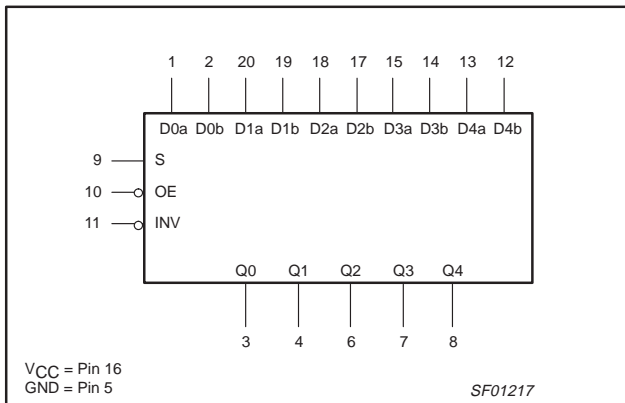 1 2 20 19 18 17 15 14 13 12
D0a D0b D1a D1b D2a D2b D3a D3b D4a D4b
9 S
10 OE
11 INV
Q0 Q1 Q2 Q3 Q4
3 4 6 7 8
VCC = Pin 16
GND = Pin 5
SF01217